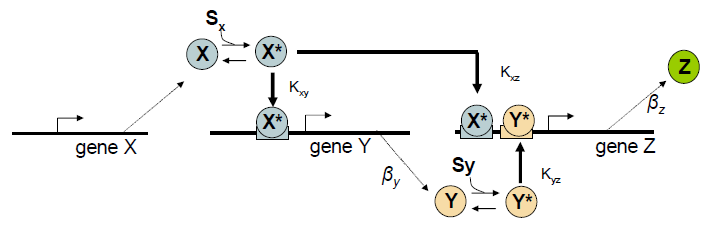 Sx
X
X*
Kxy
X*
gene X
gene Y
βy
Kxz
X*
Y*
gene Z
βz
Z
Sy
Y
Y*
Kyz